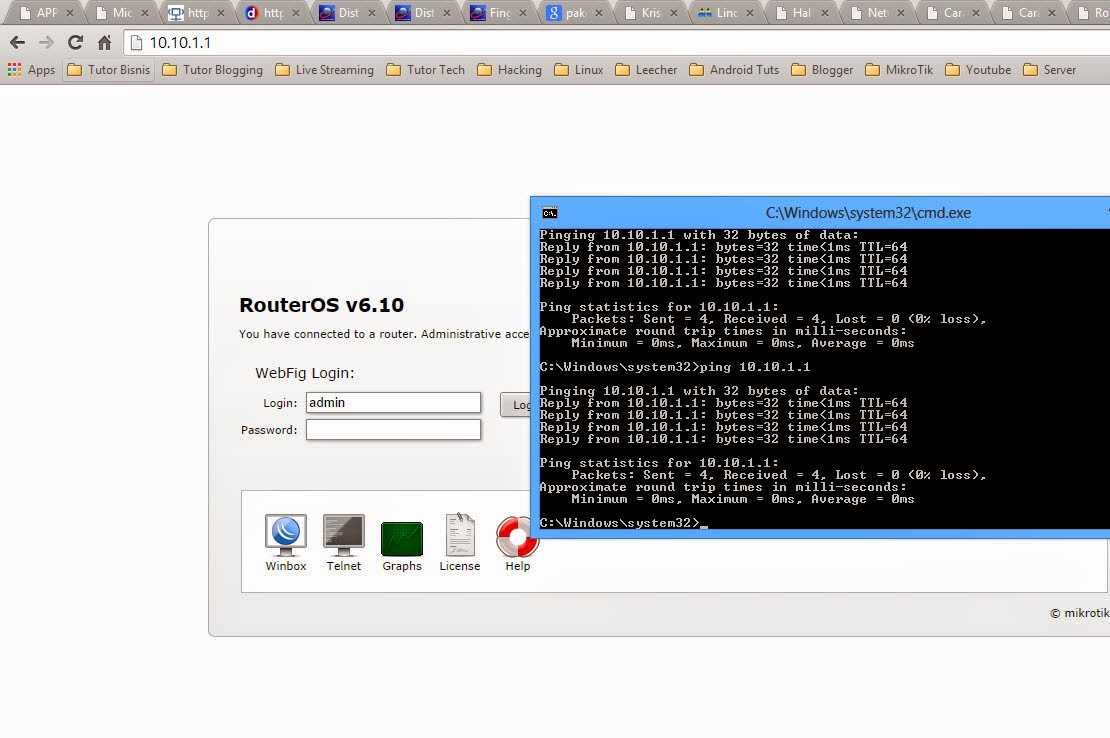 APP
Mic
http
http
Dist
Dist
Fing
pak
Kris
Linc
Hal
Net
Car
Car
Ro
10.10.1.1
Apps Tutor Bisnis Tutor Blogging Live Streaming Tutor Tech Hacking Linux Leecher Android Tuts Blogger MikroTik Youtube Server
RouterOS v6.10
You have connected to a router. Administrative acce
WebFig Login:
Login: admin
Log
Password:
Winbox Telnet Graphs License Help
© mikrotik
C:\Windows\system32\cmd.exe
Pinging 10.10.1.1 with 32 bytes of data:
Reply from 10.10.1.1: bytes=32 time<1ms TTL=64
Reply from 10.10.1.1: bytes=32 time<1ms TTL=64
Reply from 10.10.1.1: bytes=32 time<1ms TTL=64
Reply from 10.10.1.1: bytes=32 time<1ms TTL=64
Ping statistics for 10.10.1.1:
Packets: Sent = 4, Received = 4, Lost = 0 (0% loss),
Approximate round trip times in milli-seconds:
Minimum = 0ms, Maximum = 0ms, Average = 0ms
C:\Windows\system32>ping 10.10.1.1
Pinging 10.10.1.1 with 32 bytes of data:
Reply from 10.10.1.1: bytes=32 time<1ms TTL=64
Reply from 10.10.1.1: bytes=32 time<1ms TTL=64
Reply from 10.10.1.1: bytes=32 time<1ms TTL=64
Reply from 10.10.1.1: bytes=32 time<1ms TTL=64
Ping statistics for 10.10.1.1:
Packets: Sent = 4, Received = 4, Lost = 0 (0% loss),
Approximate round trip times in milli-seconds:
Minimum = 0ms, Maximum = 0ms, Average = 0ms
C:\Windows\system32>_